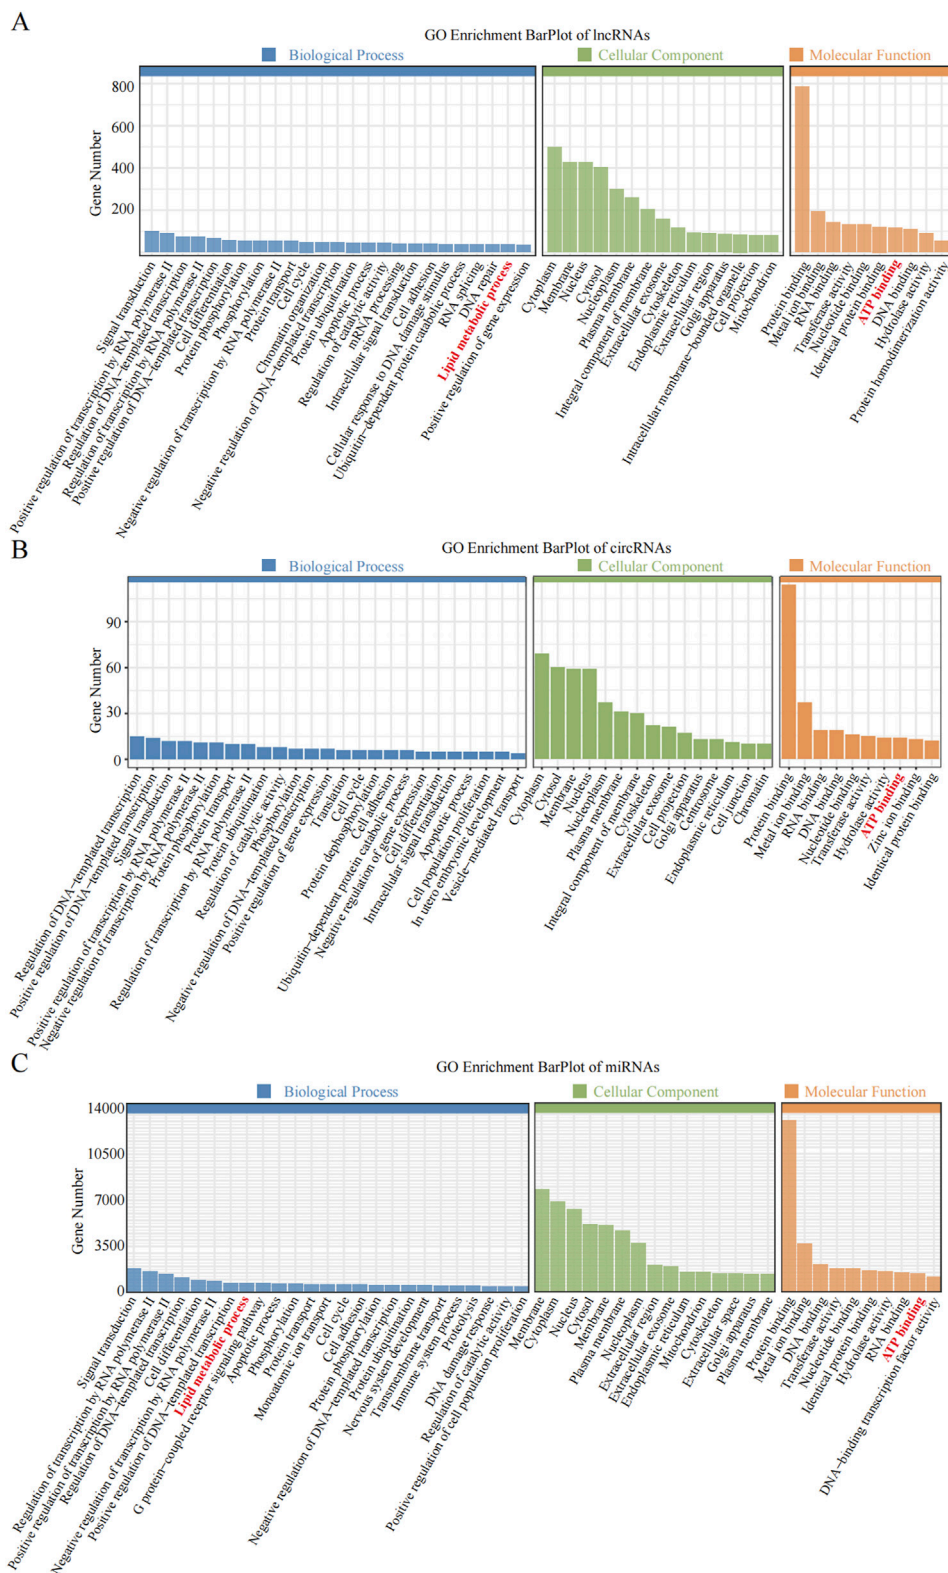 A
GO Enrichment BarPlot of lncRNAs
Biological Process
Cellular Component
Molecular Function
Gene Number
800
600
400
200
Signal transduction
Positive regulation of transcription by RNA polymerase II
Regulation of DNA−templated transcription
Regulation of transcription by RNA polymerase II
Positive regulation of DNA−templated transcription
Cell differentiation
Protein phosphorylation
Phosphorylation
Negative regulation of transcription by RNA polymerase II
Protein transport
Cell cycle
Chromatin organization
Negative regulation of DNA−templated transcription
Protein ubiquitination
Apoptotic process
Regulation of catalytic activity
mRNA processing
Intracellular signal transduction
Cell adhesion
Cellular response to DNA damage stimulus
Ubiquitin−dependent protein catabolic process
RNA splicing
DNA repair
Lipid metabolic process
Positive regulation of gene expression
Cytoplasm
Membrane
Nucleus
Cytosol
Nucleoplasm
Plasma membrane
Integral component of membrane
Extracellular exosome
Cytoskeleton
Endoplasmic reticulum
Extracellular region
Golgi apparatus
Intracellular membrane−bounded organelle
Cell projection
Mitochondrion
Protein binding
Metal ion binding
RNA binding
Transferase activity
Nucleotide binding
Identical protein binding
ATP binding
DNA binding
Hydrolase activity
Protein homodimerization activity
B
GO Enrichment BarPlot of circRNAs
Biological Process
Cellular Component
Molecular Function
Gene Number
90
60
30
0
Regulation of DNA−templated transcription
Positive regulation of DNA−templated transcription
Signal transduction
Positive regulation of transcription by RNA polymerase II
Negative regulation of transcription by RNA polymerase II
Protein phosphorylation
Protein transport
Regulation of transcription by RNA polymerase II
Protein ubiquitination
Regulation of catalytic activity
Phosphorylation
Negative regulation of DNA−templated transcription
Positive regulation of gene expression
Translation
Cell cycle
Protein dephosphorylation
Cell adhesion
Ubiquitin−dependent protein catabolic process
Negative regulation of gene expression
Cell differentiation
Intracellular signal transduction
Apoptotic process
Cell population proliferation
In utero embryonic development
Vesicle−mediated transport
Cytoplasm
Cytosol
Membrane
Nucleus
Nucleoplasm
Plasma membrane
Integral component of membrane
Cytoskeleton
Extracellular exosome
Cell projection
Golgi apparatus
Centrosome
Endoplasmic reticulum
Cell junction
Chromatin
Protein binding
Metal ion binding
RNA binding
DNA binding
Nucleotide binding
Transferase activity
Hydrolase activity
ATP binding
Zinc ion binding
Identical protein binding
C
GO Enrichment BarPlot of miRNAs
Biological Process
Cellular Component
Molecular Function
Gene Number
14000
10500
7000
3500
0
Signal transduction
Regulation of transcription by RNA polymerase II
Positive regulation of transcription by RNA polymerase II
Regulation of DNA−templated transcription
Cell differentiation
Negative regulation of transcription by RNA polymerase II
Positive regulation of DNA−templated transcription
Lipid metabolic process
G protein−coupled receptor signaling pathway
Apoptotic process
Phosphorylation
Protein transport
Monoatomic ion transport
Cell cycle
Cell adhesion
Protein phosphorylation
Negative regulation of DNA−templated transcription
Protein ubiquitination
Nervous system development
Transmembrane transport
Immune system process
Proteolysis
DNA damage response
Regulation of catalytic activity
Positive regulation of cell population proliferation
Membrane
Cytoplasm
Nucleus
Cytosol
Membrane
Plasma membrane
Nucleoplasm
Extracellular region
Extracellular exosome
Endoplasmic reticulum
Mitochondrion
Cytoskeleton
Extracellular space
Golgi apparatus
Plasma membrane
Protein binding
Metal ion binding
DNA binding
Transferase activity
Nucleotide binding
Identical protein binding
Hydrolase activity
RNA binding
ATP binding
DNA−binding transcription factor activity